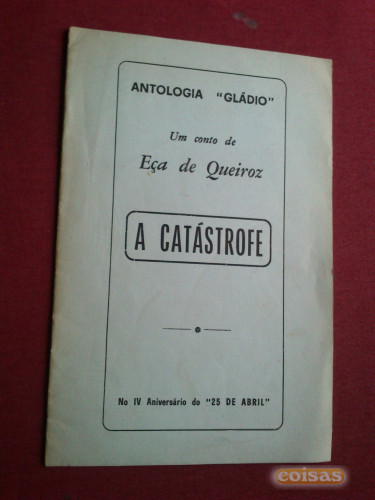 ANTOLOGIA "GLÁDIO"
Um conto de
Eça de Queiroz
A CATÁSTROFE
No IV Aniversário do "25 DE ABRIL"
coisas